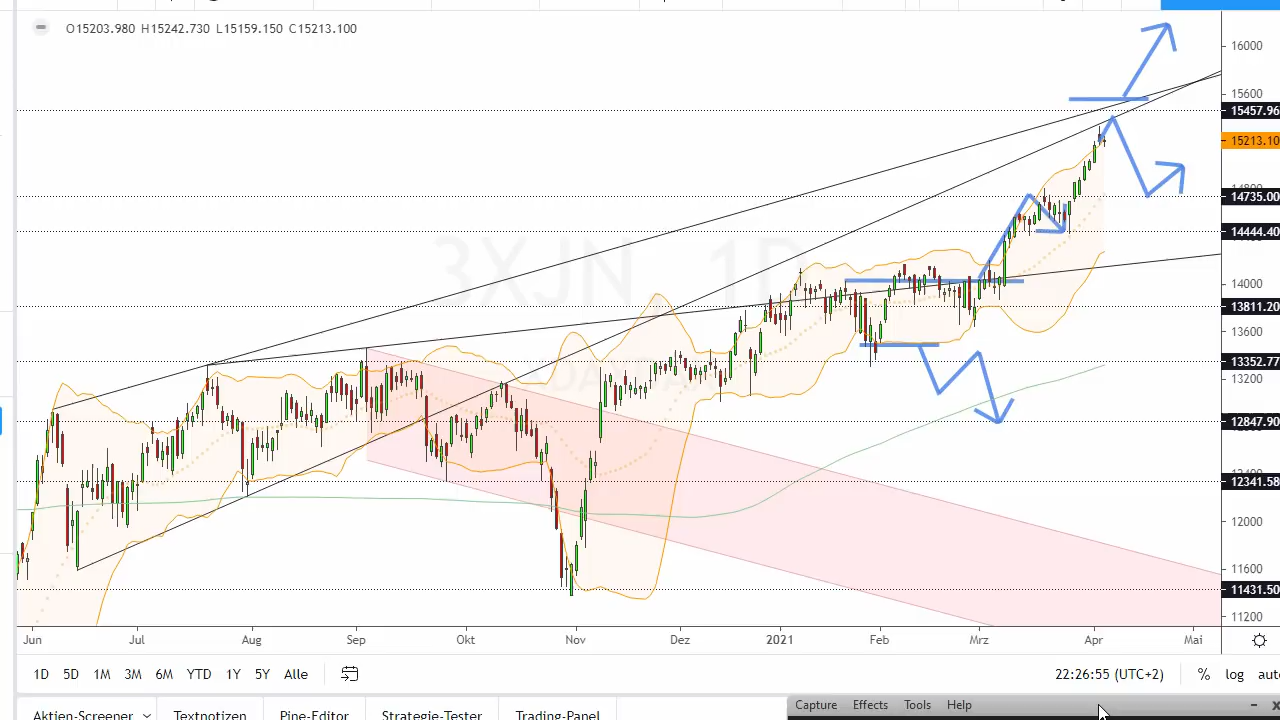 O15203.980 H15242.730 L15159.150 C15213.100
16000
15600
15457.96
15213.10
14735.00
14444.40
14000
13811.20
13600
13352.77
13200
12847.90
12341.58
12000
11600
11431.50
11200
3XJN 1D
Jun Jul Aug Sep Okt Nov Dez 2021 Feb Mrz Apr Mai
1D 5D 1M 3M 6M YTD 1Y 5Y Alle 22:26:55 (UTC+2) % log auto
Aktien-Screener Textnotizen Pine-Editor Strategie-Tester Trading-Panel
Capture Effects Tools Help